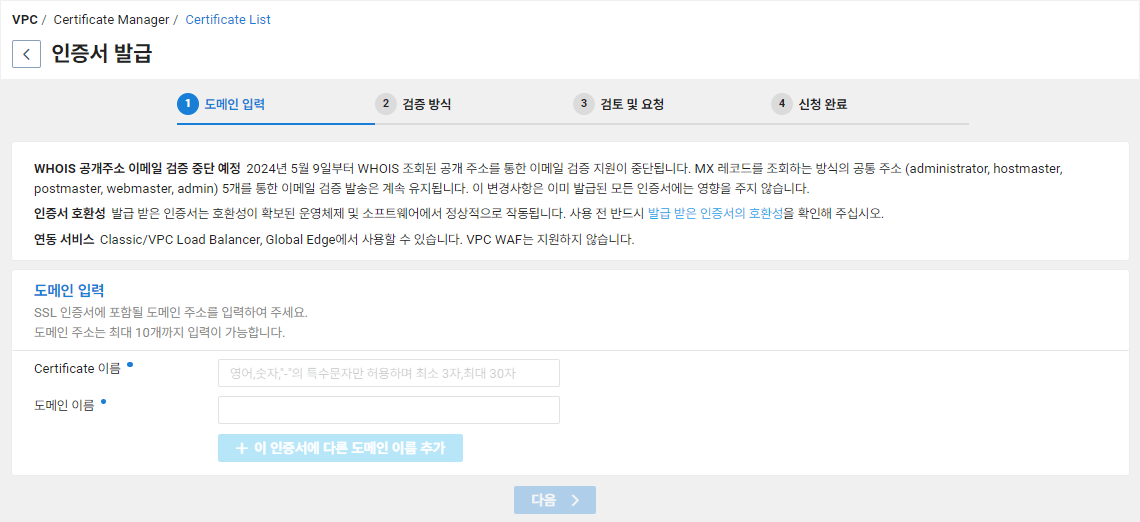 VPC / Certificate Manager / Certificate List
인증서 발급
1 도메인 입력 2 검증 방식 3 검토 및 요청 4 신청 완료
WHOIS 공개주소 이메일 검증 중단 예정 2024년 5월 9일부터 WHOIS 조회된 공개 주소를 통한 이메일 검증 지원이 중단됩니다. MX 레코드를 조회하는 방식의 공통 주소 (administrator, hostmaster,
postmaster, webmaster, admin) 5개를 통한 이메일 검증 발송은 계속 유지됩니다. 이 변경사항은 이미 발급된 모든 인증서에는 영향을 주지 않습니다.
인증서 호환성 발급 받은 인증서는 호환성이 확보된 운영체제 및 소프트웨어에서 정상적으로 작동됩니다. 사용 전 반드시 발급 받은 인증서의 호환성을 확인해 주십시오.
연동 서비스 Classic/VPC Load Balancer, Global Edge에서 사용할 수 있습니다. VPC WAF는 지원하지 않습니다.
도메인 입력
SSL 인증서에 포함될 도메인 주소를 입력하여 주세요.
도메인 주소는 최대 10개까지 입력이 가능합니다.
Certificate 이름
영어,숫자,"-"의 특수문자만 허용하며 최소 3자,최대 30자
도메인 이름
+ 이 인증서에 다른 도메인 이름 추가
다음 >